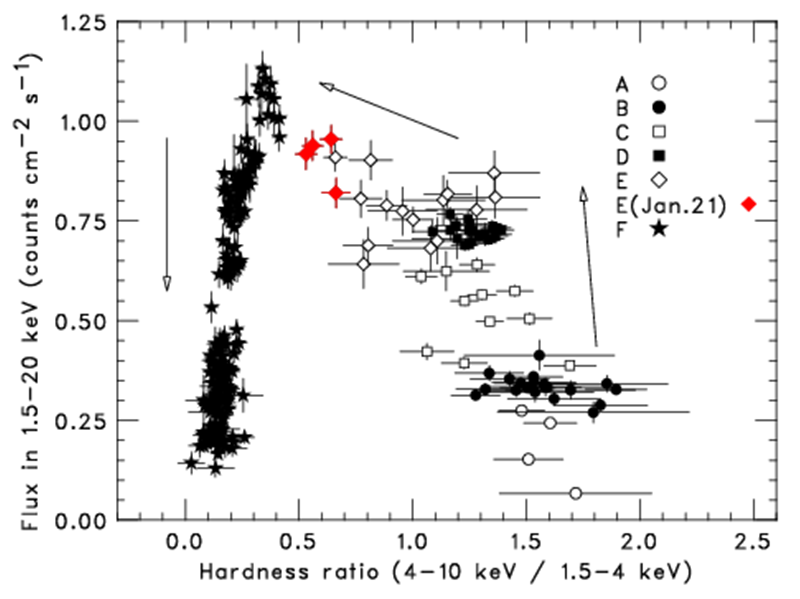 1.25
1.00
0.75
0.50
0.25
0.00
Flux in 1.5−20 keV (counts cm−2 s−1)
A
B
C
D
E
E(Jan.21)
F
0.0 0.5 1.0 1.5 2.0 2.5
Hardness ratio (4−10 keV / 1.5−4 keV)